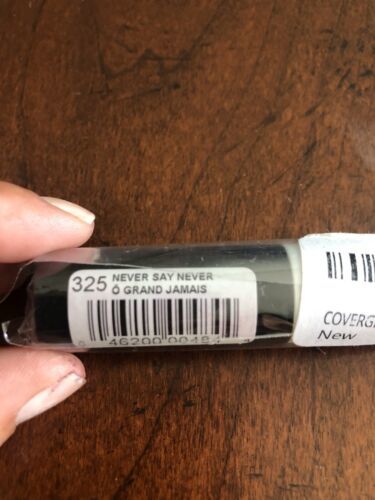 325 NEVER SAY NEVER
Ô GRAND JAMAIS
COVERG
New